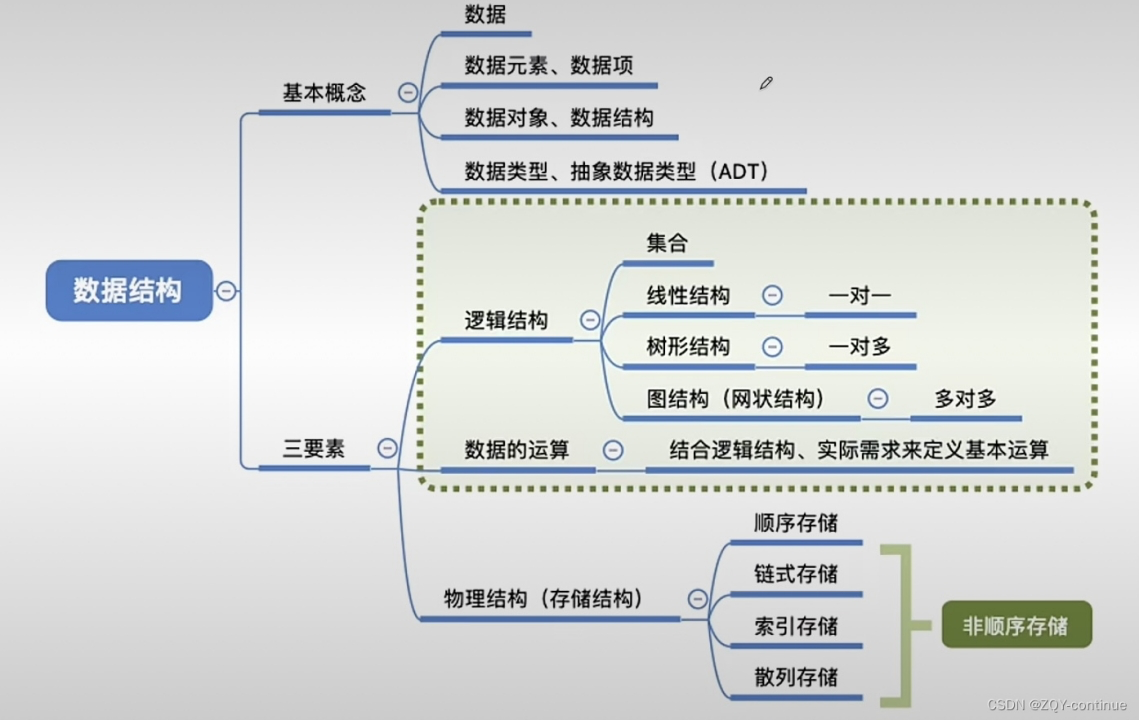 数据
数据元素、数据项
基本概念
数据对象、数据结构
数据类型、抽象数据类型（ADT）
集合
数据结构
线性结构
一对一
逻辑结构
树形结构
一对多
图结构（网状结构）
多对多
三要素
数据的运算
结合逻辑结构、实际需求来定义基本运算
顺序存储
链式存储
物理结构（存储结构）
索引存储
非顺序存储
散列存储
CSDN @ZQY-continue